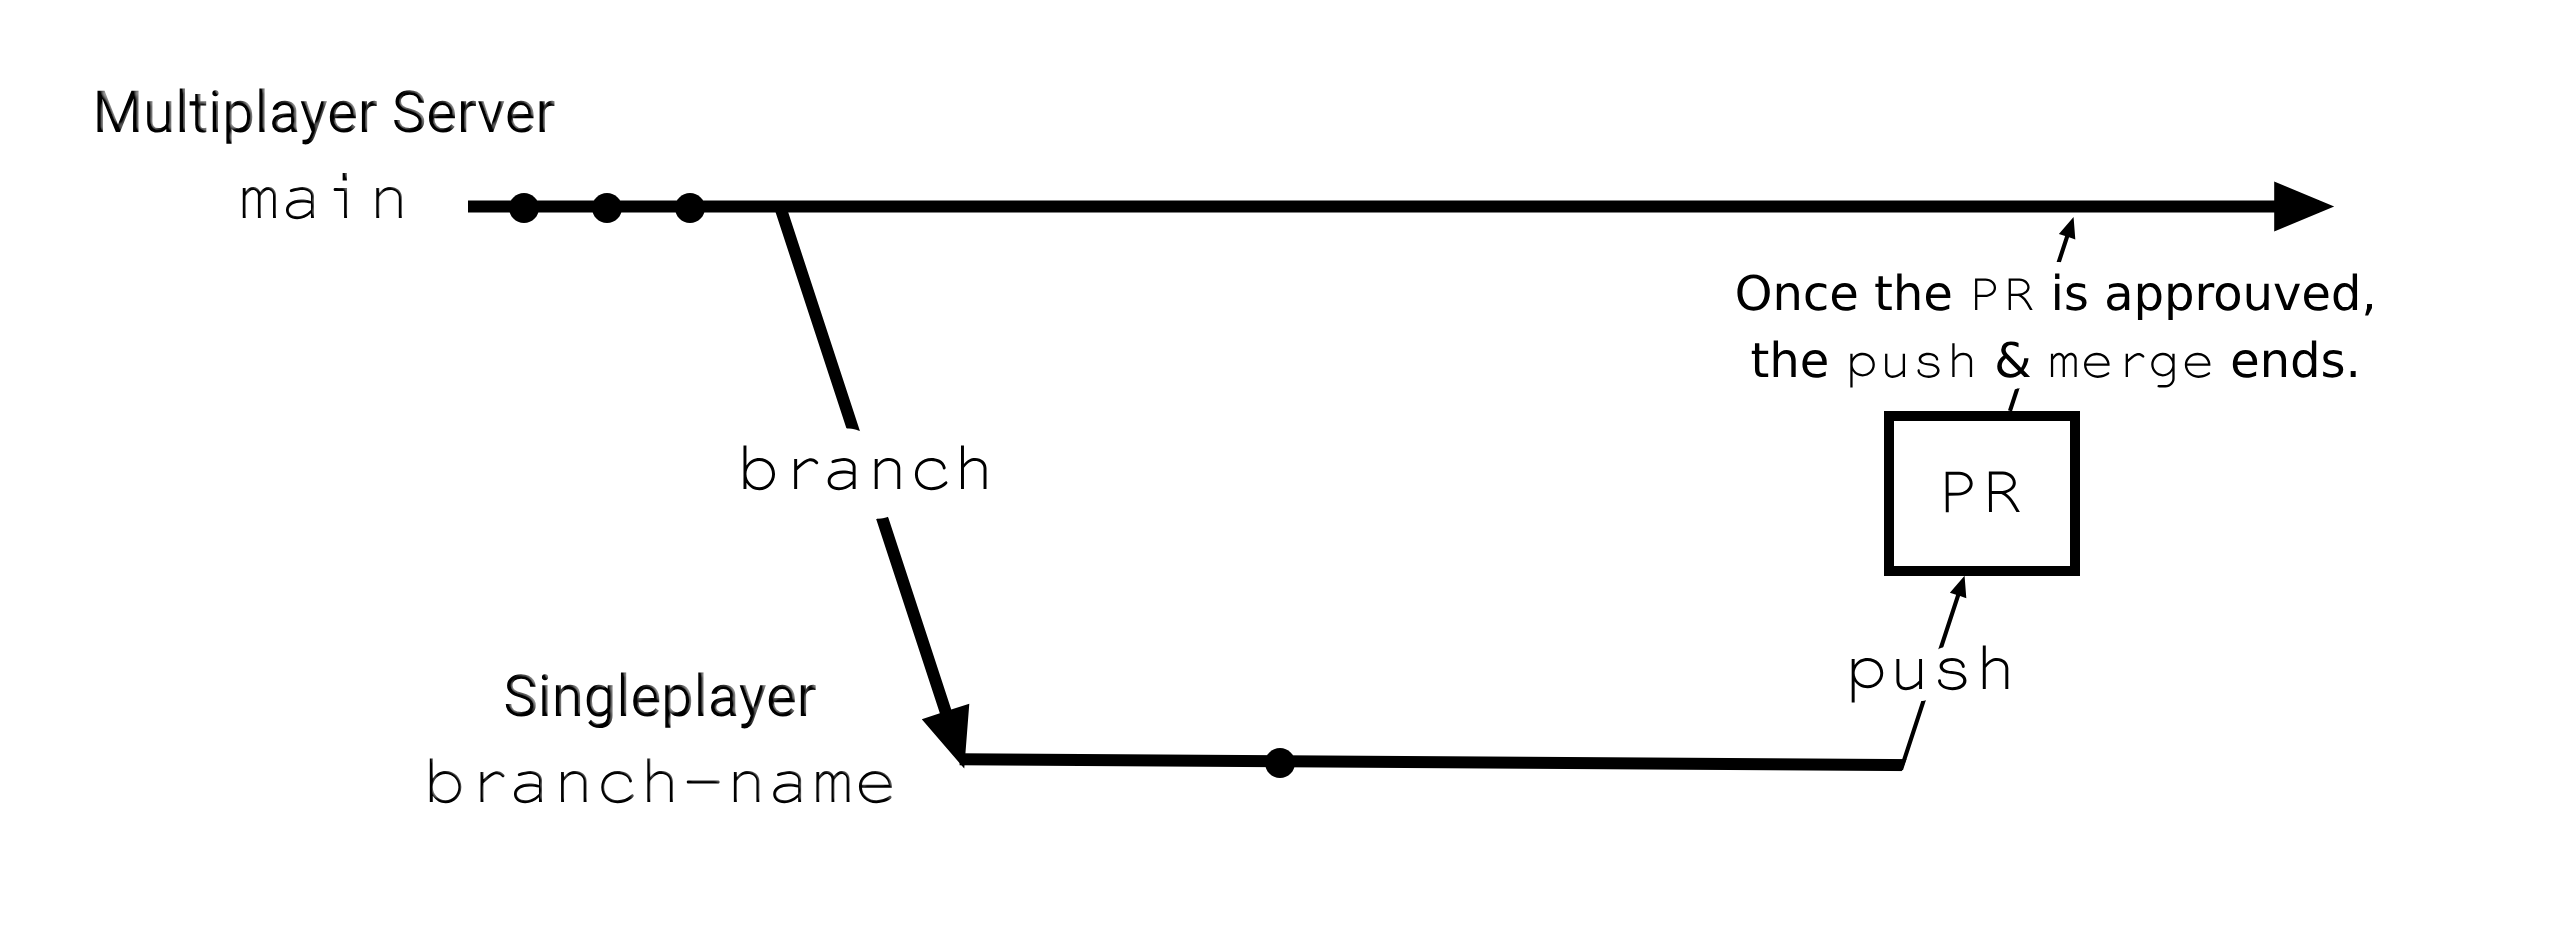 Multiplayer Server
main
Once the PR is approuved,
the push & merge ends.
branch
PR
push
Singleplayer
branch-name